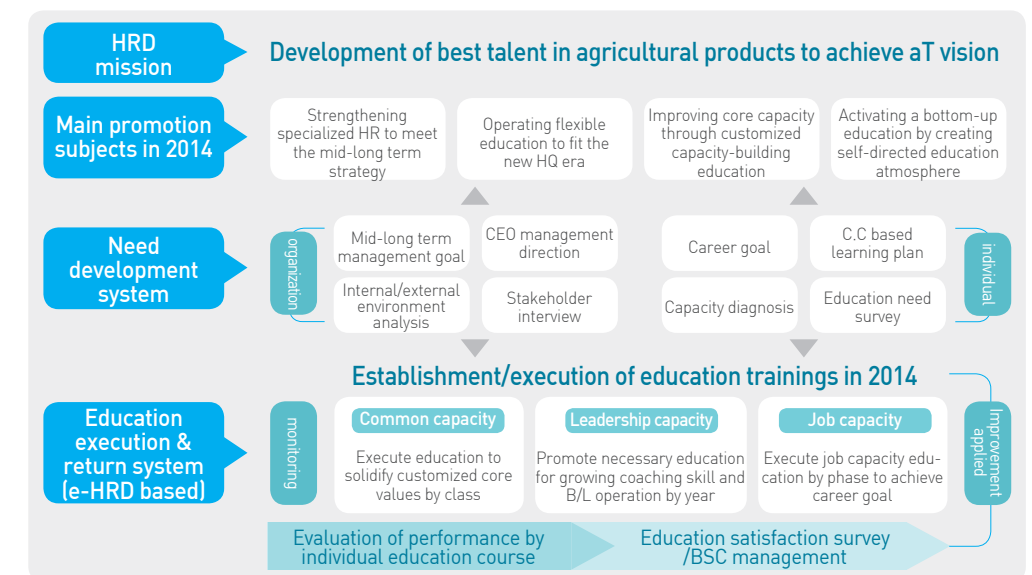 HRD
mission
Development of best talent in agricultural products to achieve aT vision
Main promotion
subjects in 2014
Strengthening
specialized HR to meet
the mid-long term
strategy
Operating flexible
education to fit the
new HQ era
Improving core capacity
through customized
capacity-building
education
Activating a bottom-up
education by creating
self-directed education
atmosphere
Need
development
system
organization
Mid-long term
management goal
CEO management
direction
Internal/external
environment
analysis
Stakeholder
interview
Career goal
C.C based
learning plan
Capacity diagnosis
Education need
survey
individual
Establishment/execution of education trainings in 2014
Education
execution &
return system
(e-HRD based)
monitoring
Common capacity
Execute education to
solidify customized core
values by class
Leadership capacity
Promote necessary education
for growing coaching skill and
B/L operation by year
Job capacity
Execute job capacity edu-
cation by phase to achieve
career goal
Improvement
applied
Evaluation of performance by
individual education course
Education satisfaction survey
/BSC management